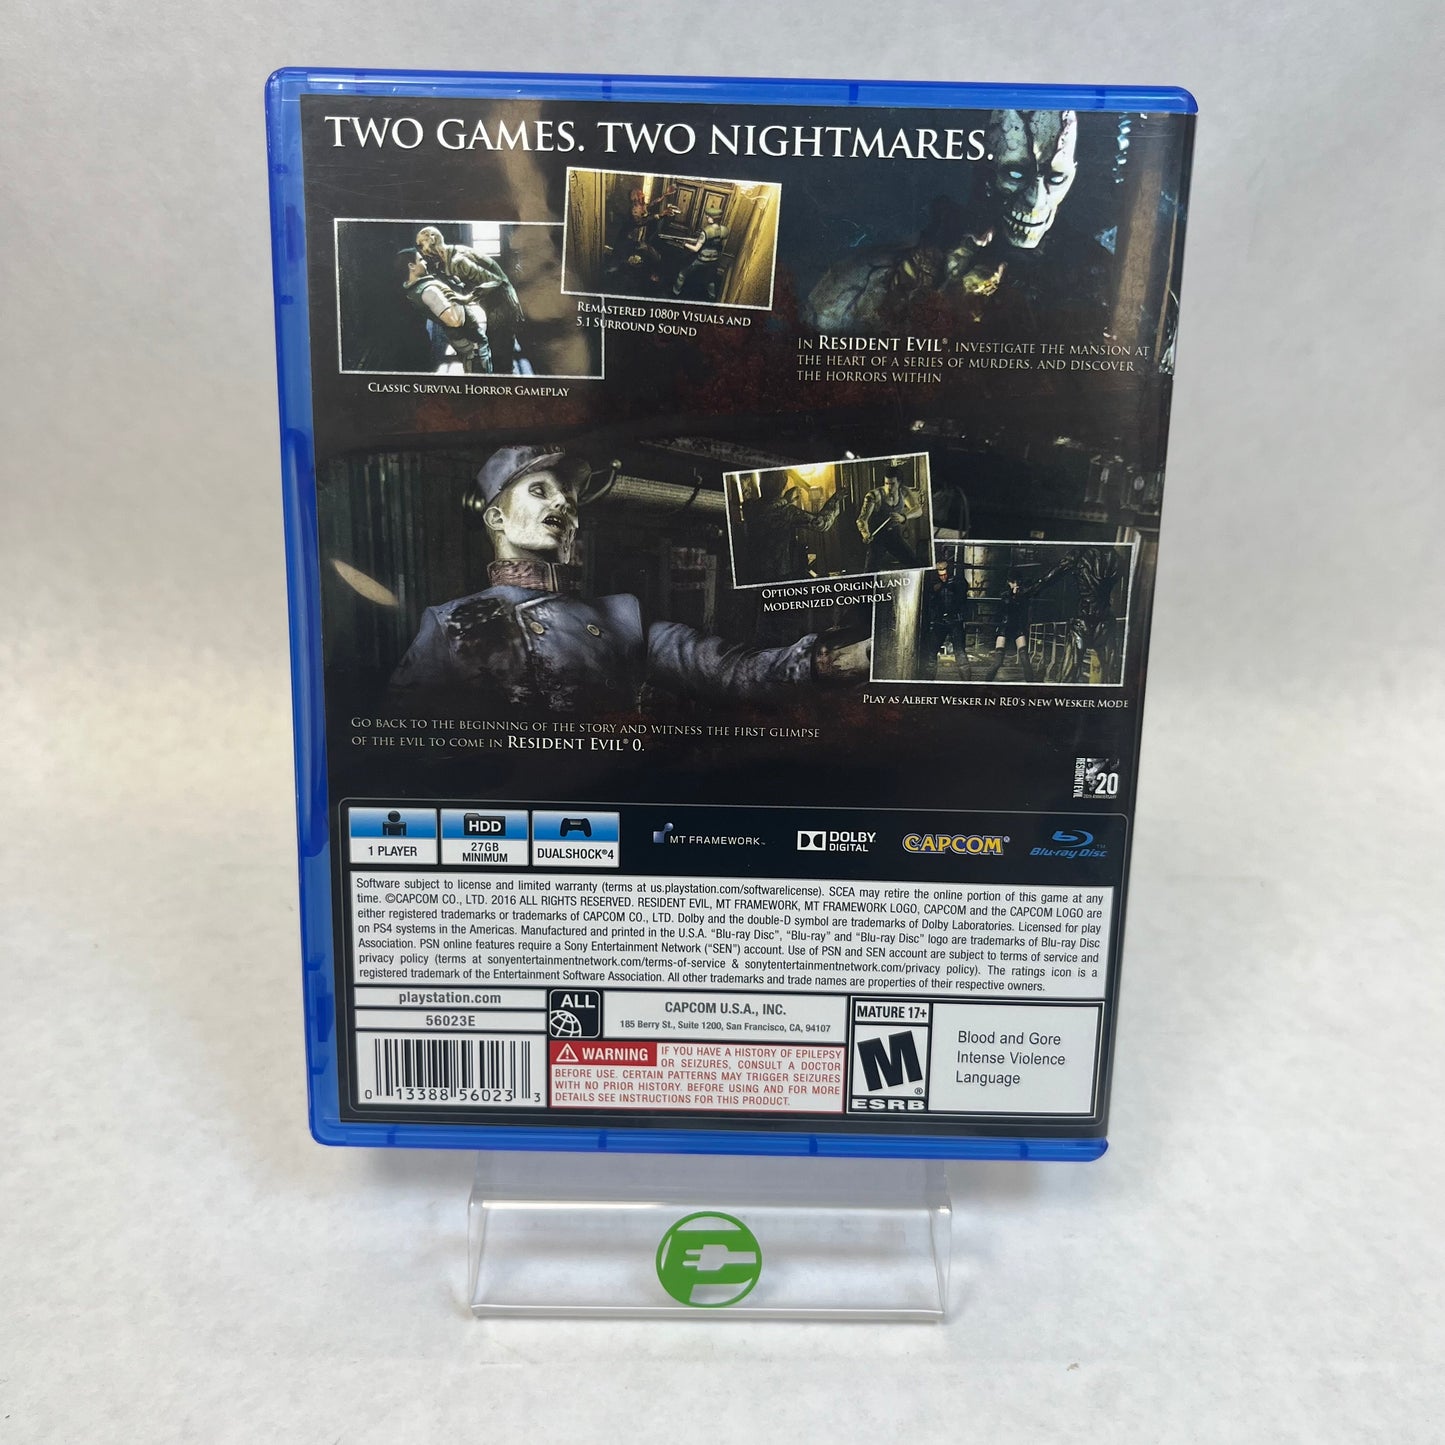 TWO GAMES. TWO NIGHTMARES.
REMASTERED 1080P VISUALS AND
5.1 SURROUND SOUND
CLASSIC SURVIVAL HORROR GAMEPLAY
IN RESIDENT EVIL®, INVESTIGATE THE MANSION AT
THE HEART OF A SERIES OF MURDERS, AND DISCOVER
THE HORRORS WITHIN
OPTIONS FOR ORIGINAL AND
MODERNIZED CONTROLS
PLAY AS ALBERT WESKER IN RE0'S NEW WESKER MODE
GO BACK TO THE BEGINNING OF THE STORY AND WITNESS THE FIRST GLIMPSE
OF THE EVIL TO COME IN RESIDENT EVIL® 0.
RESIDENT EVIL
20
1 PLAYER
HDD
27GB
MINIMUM
DUALSHOCK®4
MT FRAMEWORK™
DOLBY
DIGITAL
CAPCOM®
Blu-ray Disc™
Software subject to license and limited warranty (terms at us.playstation.com/softwarelicense). SCEA may retire the online portion of this game at any
time. ©CAPCOM CO., LTD. 2016 ALL RIGHTS RESERVED. RESIDENT EVIL, MT FRAMEWORK, MT FRAMEWORK LOGO, CAPCOM and the CAPCOM LOGO are
either registered trademarks or trademarks of CAPCOM CO., LTD. Dolby and the double-D symbol are trademarks of Dolby Laboratories. Licensed for play
on PS4 systems in the Americas. Manufactured and printed in the U.S.A. "Blu-ray Disc", "Blu-ray" and "Blu-ray Disc" logo are trademarks of Blu-ray Disc
Association. PSN online features require a Sony Entertainment Network ("SEN") account. Use of PSN and SEN account are subject to terms of service and
privacy policy (terms at sonyentertainmentnetwork.com/terms-of-service & sonytentertainmentnetwork.com/privacy policy). The ratings icon is a
registered trademark of the Entertainment Software Association. All other trademarks and trade names are properties of their respective owners.
playstation.com
56023E
0 13388 56023 3
ALL
CAPCOM U.S.A., INC.
185 Berry St., Suite 1200, San Francisco, CA, 94107
WARNING IF YOU HAVE A HISTORY OF EPILEPSY
OR SEIZURES, CONSULT A DOCTOR
BEFORE USE. CERTAIN PATTERNS MAY TRIGGER SEIZURES
WITH NO PRIOR HISTORY. BEFORE USING AND FOR MORE
DETAILS SEE INSTRUCTIONS FOR THIS PRODUCT.
MATURE 17+
M
®
ESRB
Blood and Gore
Intense Violence
Language